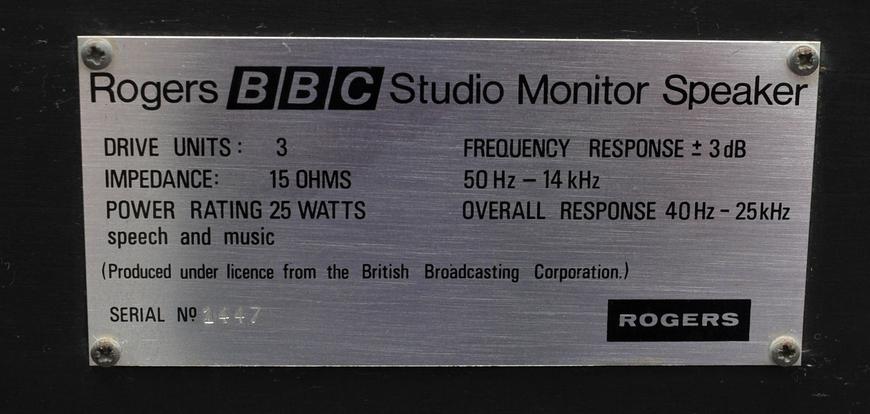 Rogers BBC Studio Monitor Speaker
DRIVE UNITS: 3
IMPEDANCE: 15 OHMS
POWER RATING 25 WATTS
speech and music
FREQUENCY RESPONSE ± 3dB
50 Hz – 14 kHz
OVERALL RESPONSE 40 Hz – 25 kHz
(Produced under licence from the British Broadcasting Corporation.)
SERIAL Nº 1447
ROGERS